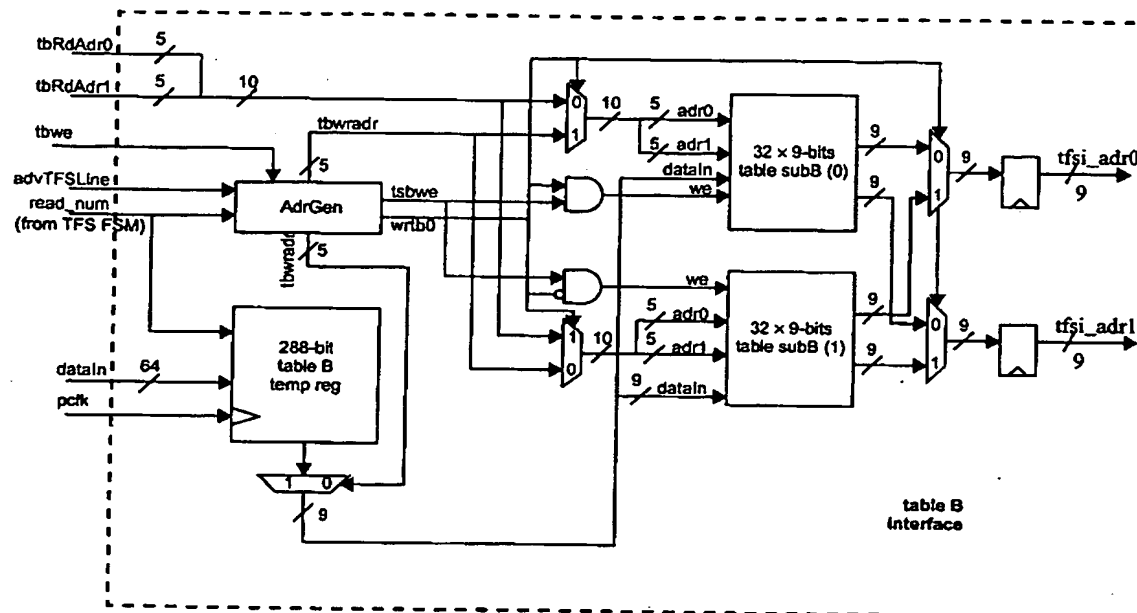 tbRdAdr0
5
tbRdAdr1
5
10
tbwe
tbwradr
5
advTFSLine
read_num
(from TFS FSM)
AdrGen
tsbwe
wrtb0
tbwradr
5
0
1
10
5
adr0
5
adr1
dataIn
we
32 × 9-bits
table subB (0)
9
9
0
1
9
tfsi_adr0
9
we
5
adr0
5
adr1
9
dataIn
1
0
10
32 × 9-bits
table subB (1)
9
9
0
1
9
tfsi_adr1
9
dataIn
64
pclk
288-bit
table B
temp reg
1 0
9
table B
interface